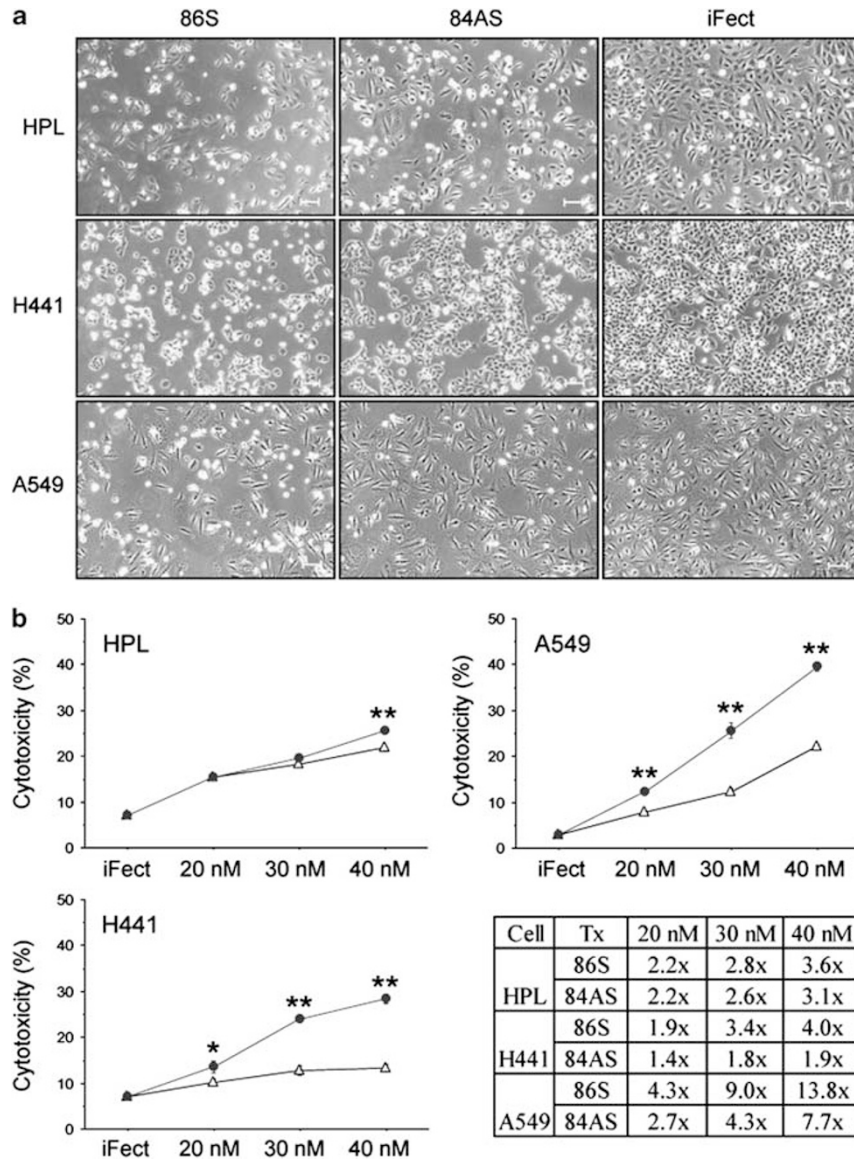 a
86S 84AS iFect
HPL
H441
A549
b
HPL
Cytotoxicity (%)
50
40
30
20
10
0
**
iFect 20 nM 30 nM 40 nM
A549
Cytotoxicity (%)
50
40
30
20
10
0
**
**
**
iFect 20 nM 30 nM 40 nM
H441
Cytotoxicity (%)
50
40
30
20
10
0
*
**
**
iFect 20 nM 30 nM 40 nM
Cell Tx 20 nM 30 nM 40 nM
HPL 86S 2.2x 2.8x 3.6x
84AS 2.2x 2.6x 3.1x
H441 86S 1.9x 3.4x 4.0x
84AS 1.4x 1.8x 1.9x
A549 86S 4.3x 9.0x 13.8x
84AS 2.7x 4.3x 7.7x